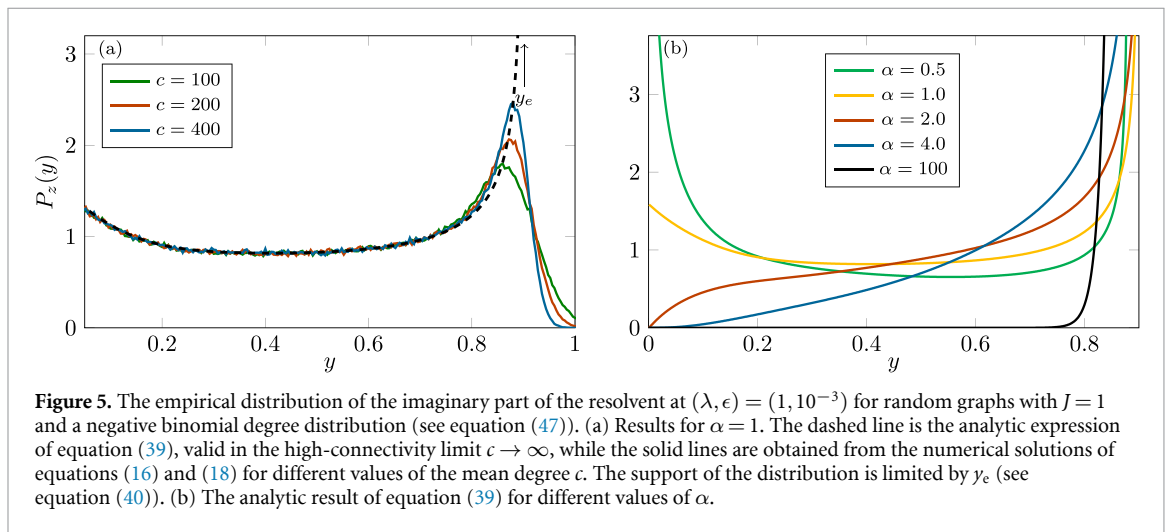 (a)
c = 100
c = 200
c = 400
y_e
P_z(y)
3
2
1
0
0.2
0.4
0.6
0.8
1
y
(b)
α = 0.5
α = 1.0
α = 2.0
α = 4.0
α = 100
3
2
1
0
0
0.2
0.4
0.6
0.8
y
Figure 5. The empirical distribution of the imaginary part of the resolvent at (λ, ϵ) = (1, 10⁻³) for random graphs with J = 1
and a negative binomial degree distribution (see equation (47)). (a) Results for α = 1. The dashed line is the analytic expression
of equation (39), valid in the high-connectivity limit c → ∞, while the solid lines are obtained from the numerical solutions of
equations (16) and (18) for different values of the mean degree c. The support of the distribution is limited by y_e (see
equation (40)). (b) The analytic result of equation (39) for different values of α.